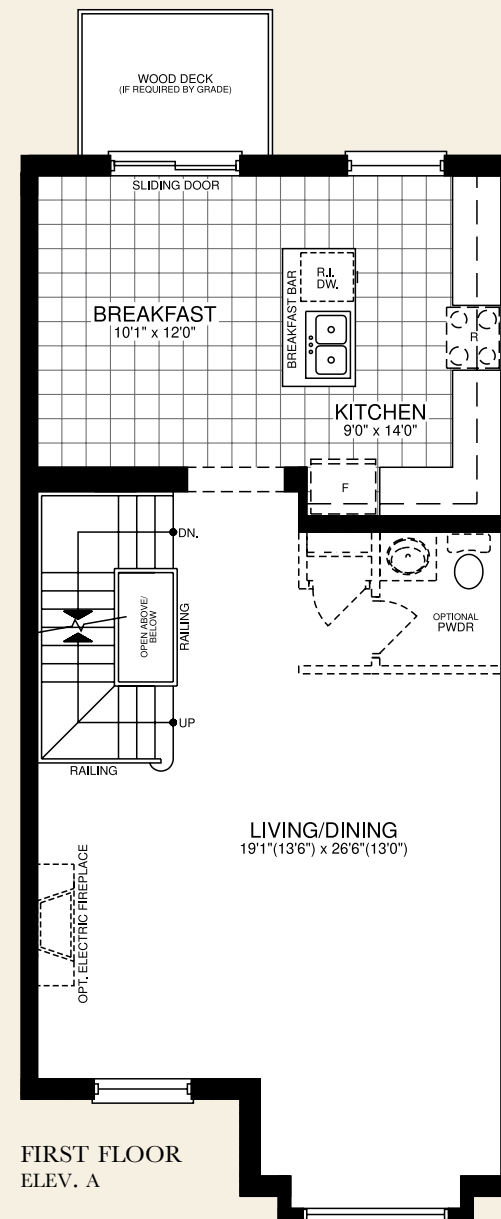 WOOD DECK
(IF REQUIRED BY GRADE)
SLIDING DOOR
BREAKFAST
10'1" x 12'0"
BREAKFAST BAR
R.I.
DW.
R
KITCHEN
9'0" x 14'0"
F
DN.
OPEN ABOVE/
BELOW
RAILING
OPTIONAL
PWDR
UP
RAILING
LIVING/DINING
19'1"(13'6") x 26'6"(13'0")
OPT. ELECTRIC FIREPLACE
FIRST FLOOR
ELEV. A